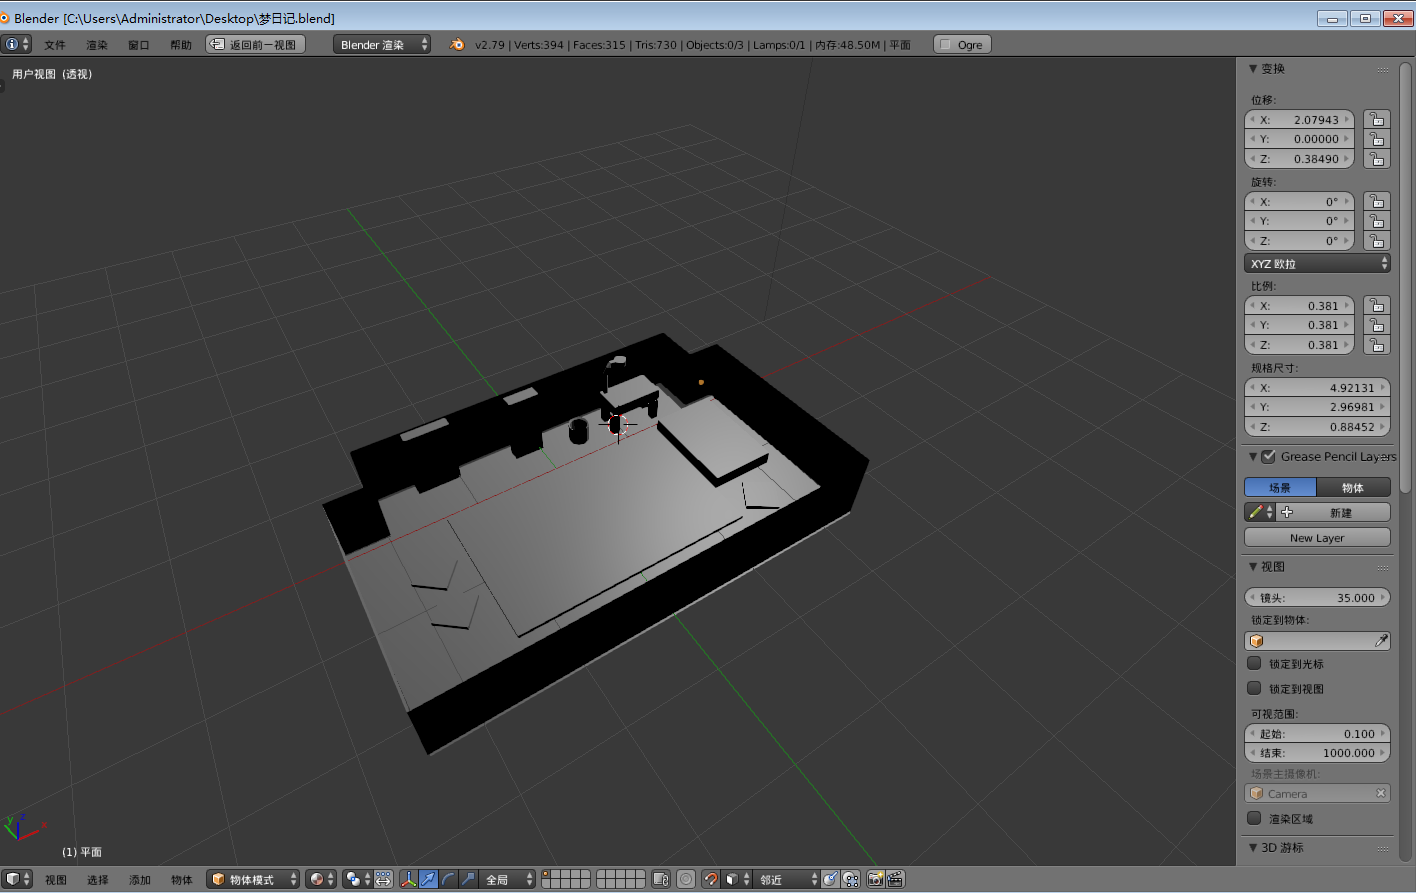 Blender [C:\Users\Administrator\Desktop\梦日记.blend]
文件 渲染 窗口 帮助 返回前一视图 Blender 渲染 v2.79 | Verts:394 | Faces:315 | Tris:730 | Objects:0/3 | Lamps:0/1 | 内存:48.50M | 平面 Ogre
用户视图 (透视)
变换
位移:
X: 2.07943
Y: 0.00000
Z: 0.38490
旋转:
X: 0°
Y: 0°
Z: 0°
XYZ 欧拉
比例:
X: 0.381
Y: 0.381
Z: 0.381
规格尺寸:
X: 4.92131
Y: 2.96981
Z: 0.88452
Grease Pencil Layers
场景 物体
新建
New Layer
视图
镜头: 35.000
锁定到物体:
锁定到光标
锁定到视图
可视范围:
起始: 0.100
结束: 1000.000
场景主摄像机:
Camera
渲染区域
3D 游标
y z x
(1) 平面
视图 选择 添加 物体 物体模式 全局 邻近